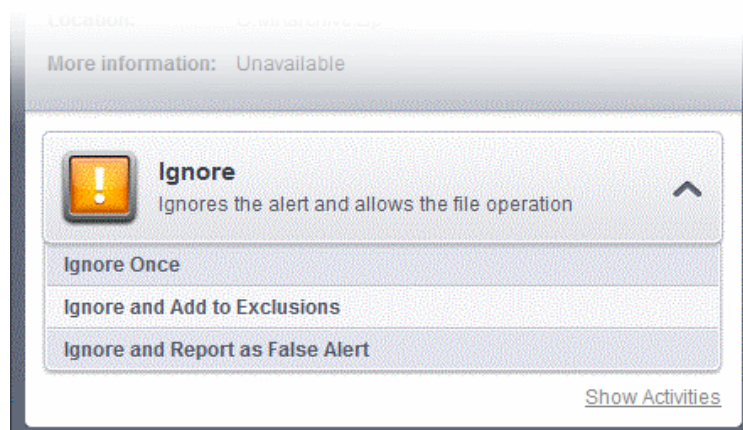 Location:
More information: Unavailable
Ignore
Ignores the alert and allows the file operation
Ignore Once
Ignore and Add to Exclusions
Ignore and Report as False Alert
Show Activities